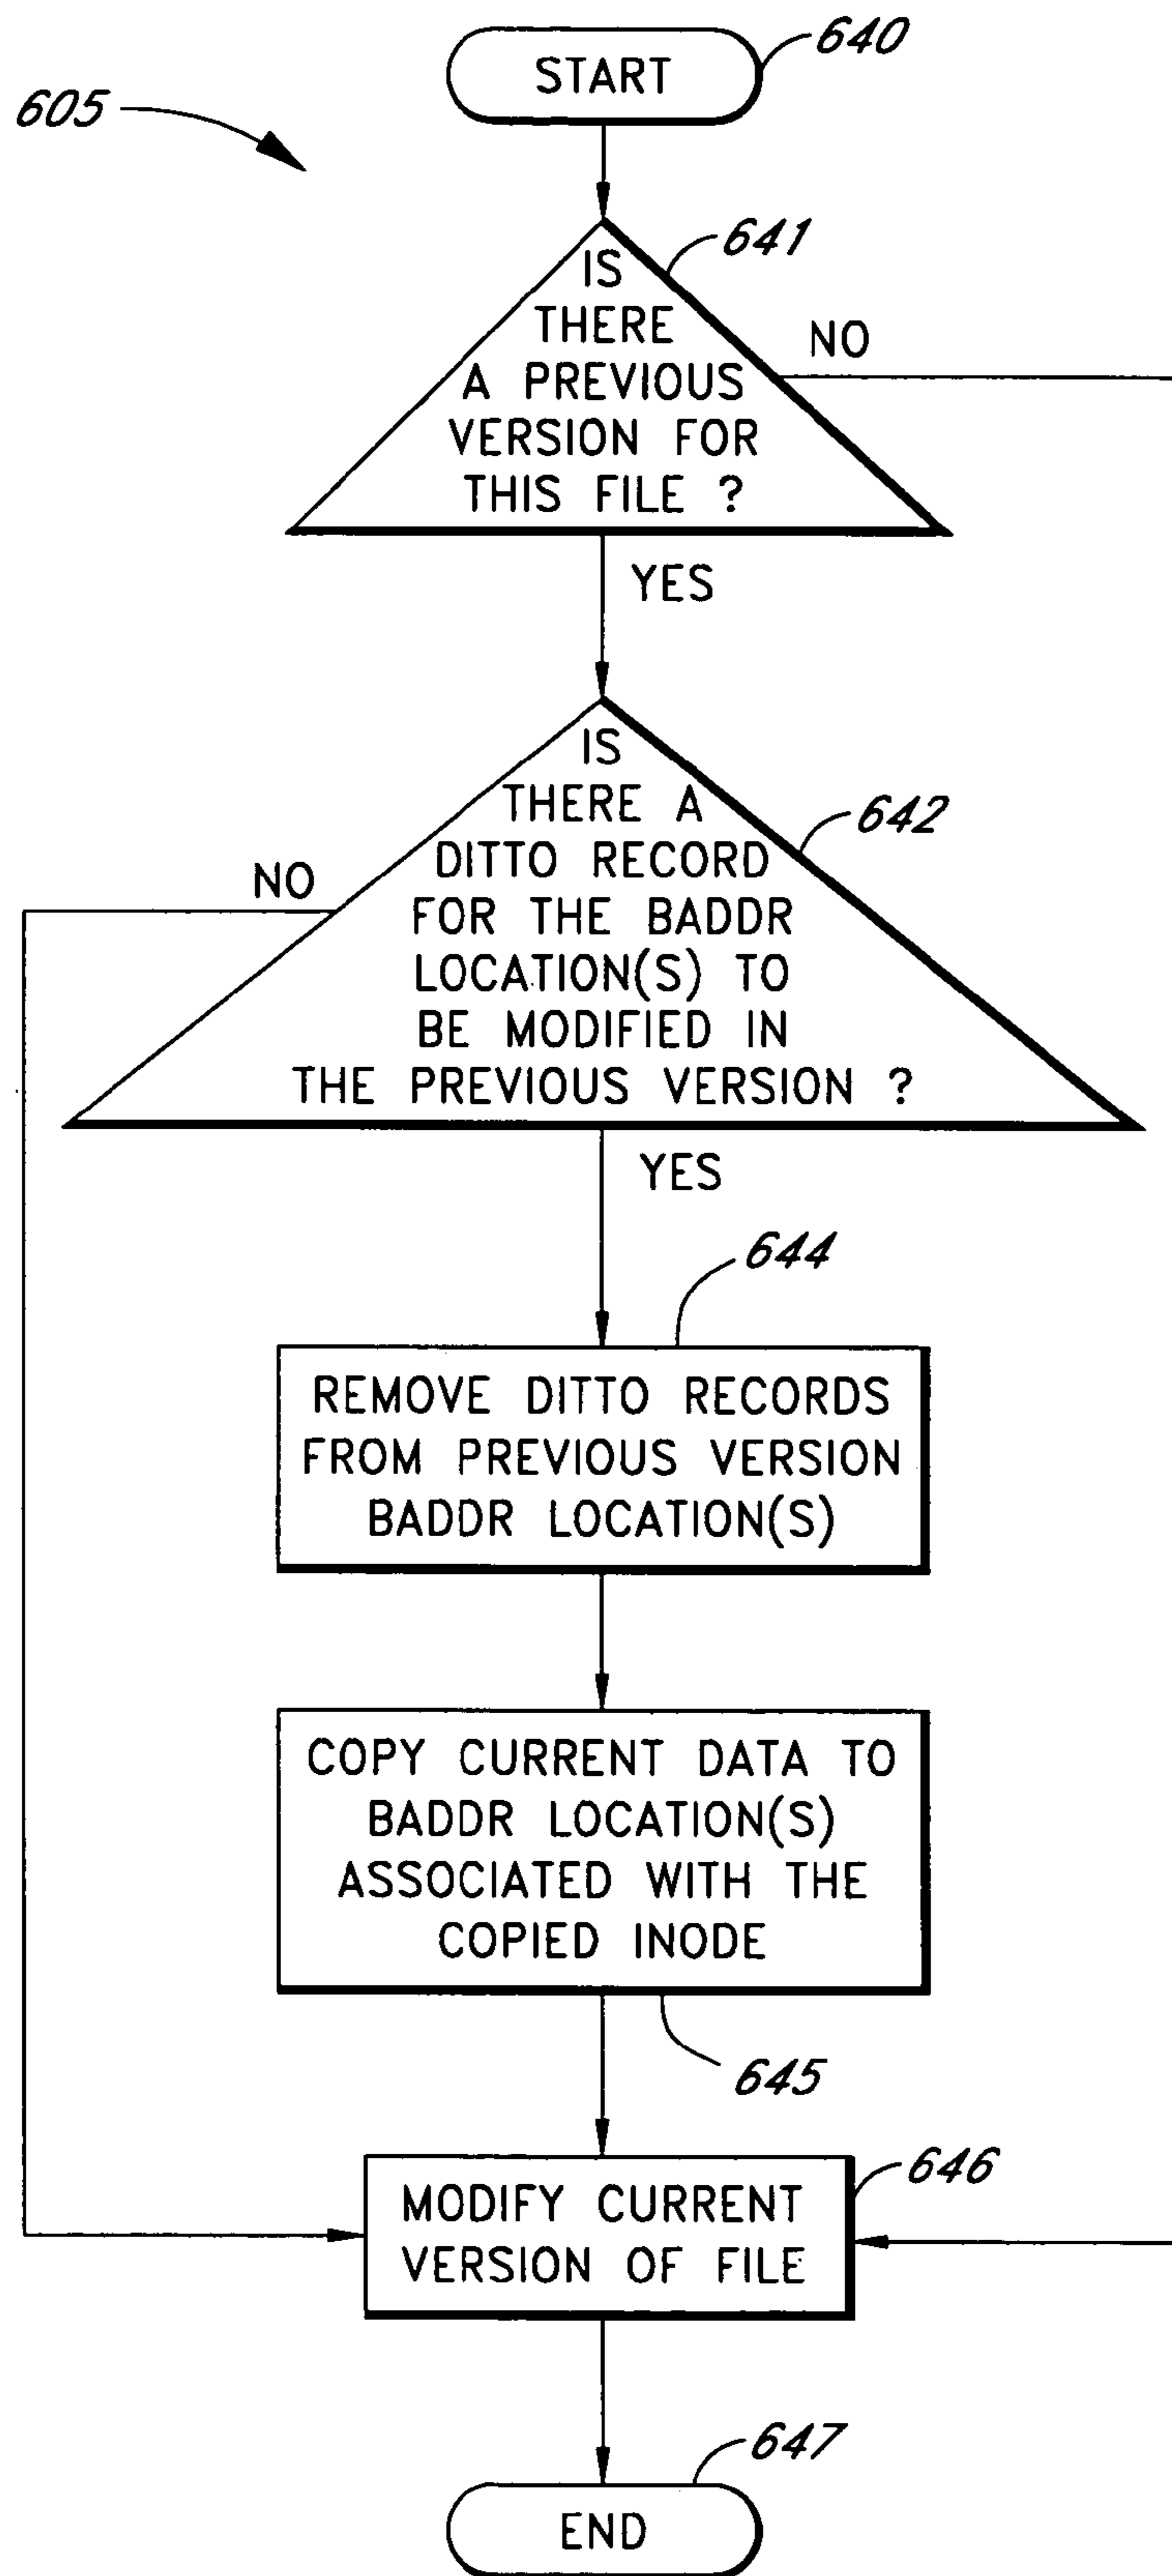 640
START
605
641
IS
THERE
A PREVIOUS
VERSION FOR
THIS FILE ?
NO
YES
642
IS
THERE A
DITTO RECORD
FOR THE BADDR
LOCATION(S) TO
BE MODIFIED IN
THE PREVIOUS VERSION ?
NO
YES
644
REMOVE DITTO RECORDS
FROM PREVIOUS VERSION
BADDR LOCATION(S)
COPY CURRENT DATA TO
BADDR LOCATION(S)
ASSOCIATED WITH THE
COPIED INODE
645
646
MODIFY CURRENT
VERSION OF FILE
647
END